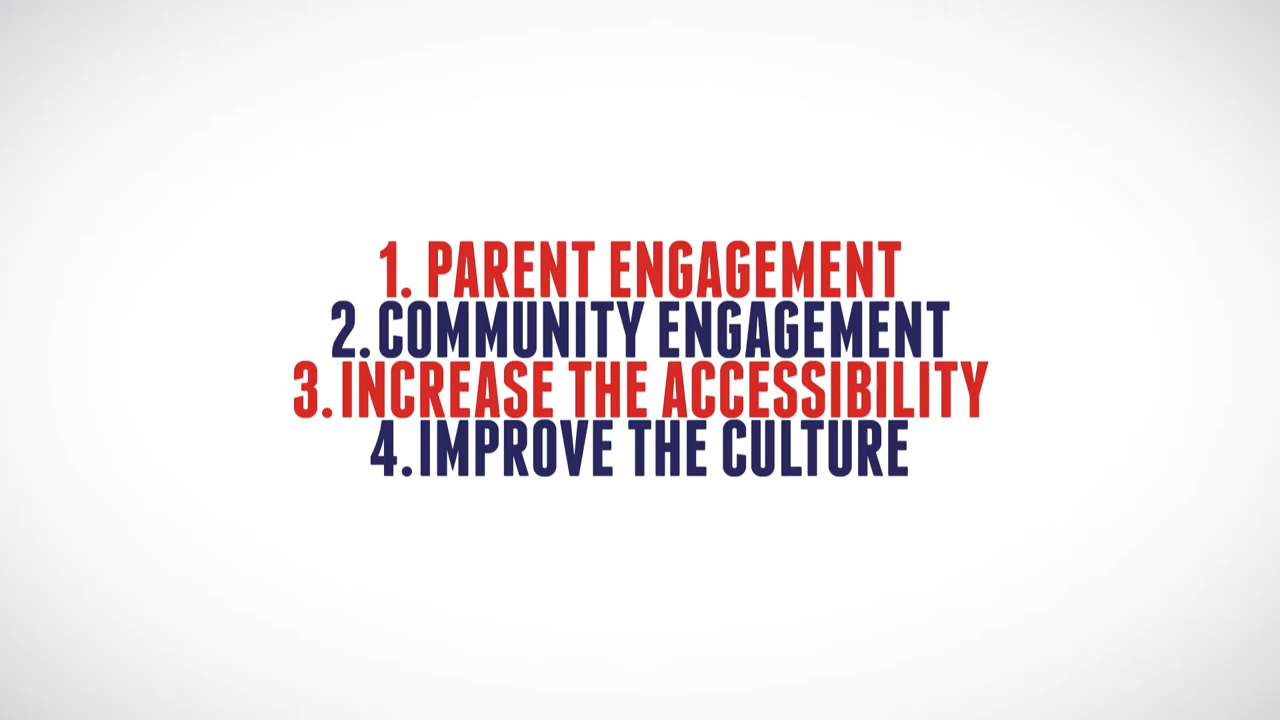 1. PARENT ENGAGEMENT
2. COMMUNITY ENGAGEMENT
3. INCREASE THE ACCESSIBILITY
4. IMPROVE THE CULTURE